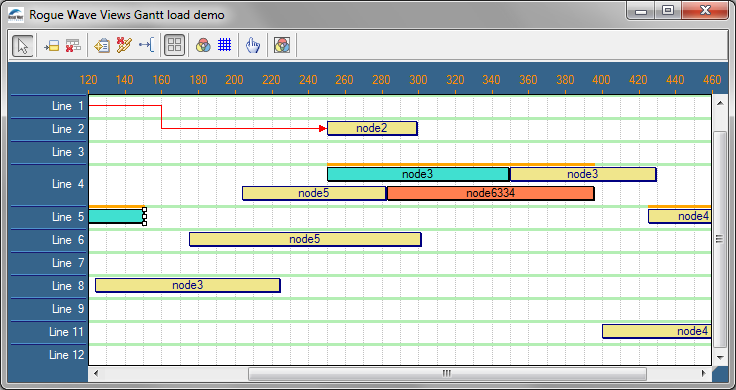 Rogue Wave Views Gantt load demo
120 140 160 180 200 220 240 260 280 300 320 340 360 380 400 420 440 460
Line 1
Line 2 node2
Line 3
Line 4 node3 node3
node5 node6334
Line 5 node4
Line 6 node5
Line 7
Line 8 node3
Line 9
Line 11 node4
Line 12